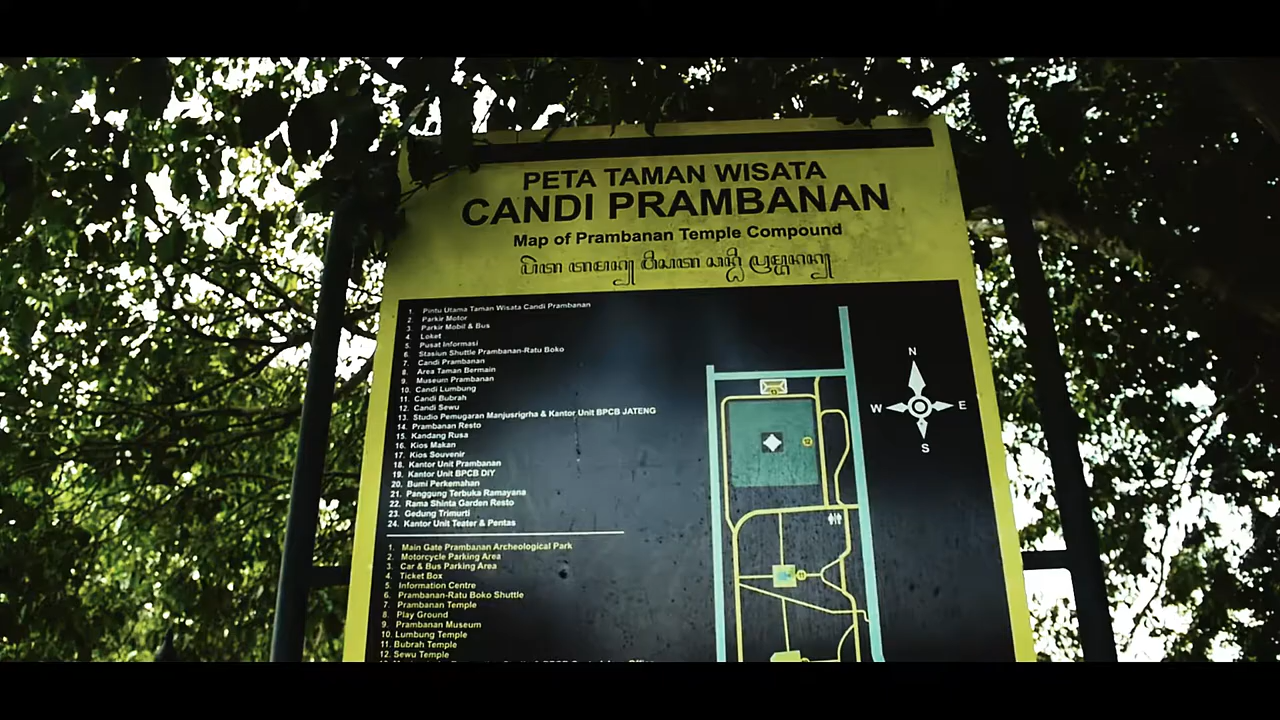 PETA TAMAN WISATA
CANDI PRAMBANAN
Map of Prambanan Temple Compound
1. Pintu Utama Taman Wisata Candi Prambanan
2. Parkir Motor
3. Parkir Mobil & Bus
4. Loket
5. Pusat Informasi
6. Stasiun Shuttle Prambanan-Ratu Boko
7. Candi Prambanan
8. Area Taman Bermain
9. Museum Prambanan
10. Candi Lumbung
11. Candi Bubrah
12. Candi Sewu
13. Studio Pemugaran Manjusrigrha & Kantor Unit BPCB JATENG
14. Prambanan Resto
15. Kandang Rusa
16. Kios Makan
17. Kios Souvenir
18. Kantor Unit Prambanan
19. Kantor Unit BPCB DIY
20. Bumi Perkemahan
21. Panggung Terbuka Ramayana
22. Rama Shinta Garden Resto
23. Gedung Trimurti
24. Kantor Unit Teater & Pentas
1. Main Gate Prambanan Archeological Park
2. Motorcycle Parking Area
3. Car & Bus Parking Area
4. Ticket Box
5. Information Centre
6. Prambanan-Ratu Boko Shuttle
7. Prambanan Temple
8. Play Ground
9. Prambanan Museum
10. Lumbung Temple
11. Bubrah Temple
12. Sewu Temple
N
W E
S